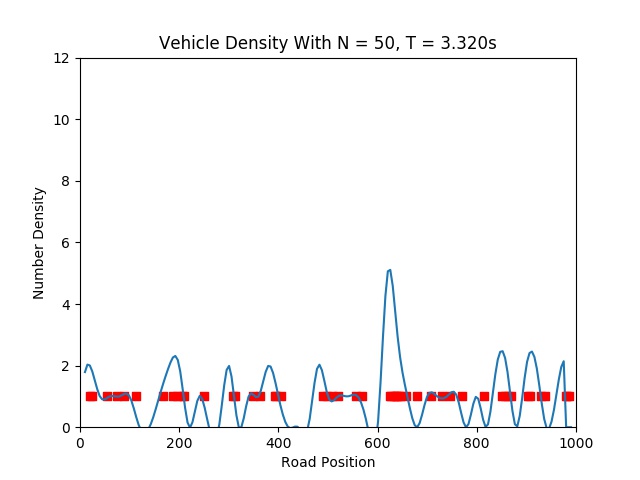 Vehicle Density With N = 50, T = 3.320s
12
10
8
6
4
2
0
Number Density
0 200 400 600 800 1000
Road Position